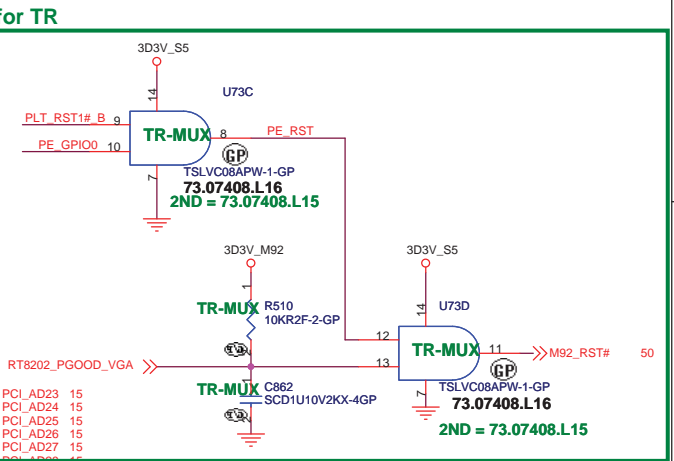 for TR
3D3V_S5
14
U73C
PLT_RST1#_B 9
TR-MUX
8 PE_RST
PE_GPIO0 10
GP
7
TSLVC08APW-1-GP
73.07408.L16
2ND = 73.07408.L15
3D3V_M92
3D3V_S5
1
14
U73D
TR-MUX
R510
10KR2F-2-GP
12
TR-MUX
11
M92_RST# 50
2
RT8202_PGOOD_VGA
13
GP
TR-MUX
1
C862
SCD1U10V2KX-4GP
2
7
TSLVC08APW-1-GP
73.07408.L16
2ND = 73.07408.L15
PCI_AD23 15
PCI_AD24 15
PCI_AD25 15
PCI_AD26 15
PCI_AD27 15